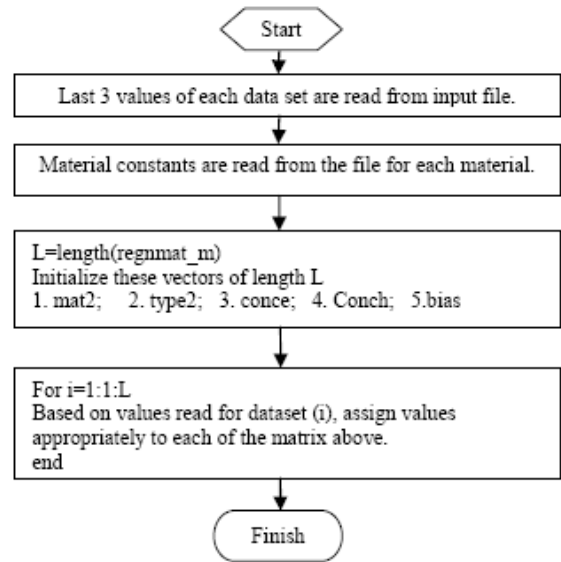 Start
Last 3 values of each data set are read from input file.
Material constants are read from the file for each material.
L=length(regnmat_m)
Initialize these vectors of length L
1. mat2; 2. type2; 3. conce; 4. Conch; 5.bias
For i=1:1:L
Based on values read for dataset (i), assign values
appropriately to each of the matrix above.
end
Finish